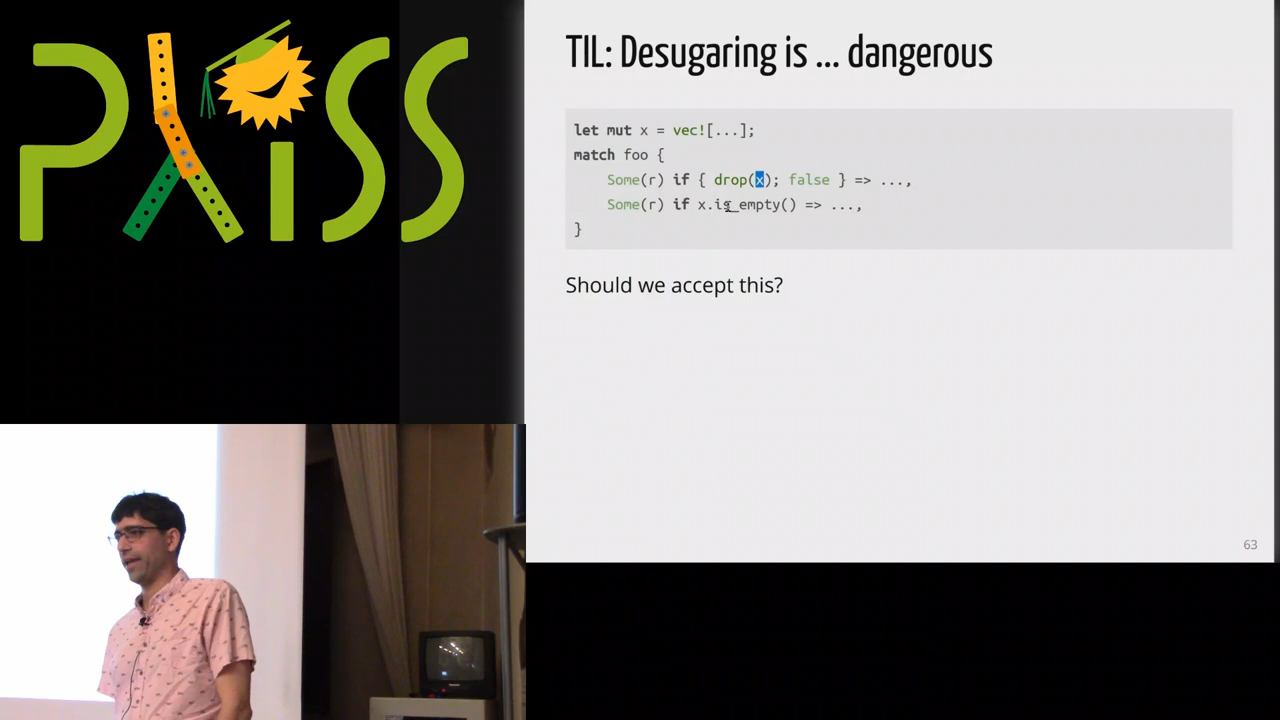 PLISS
TIL: Desugaring is ... dangerous
let mut x = vec![...];
match foo {
Some(r) if { drop(x); false } => ...,
Some(r) if x.is_empty() => ...,
}
Should we accept this?
63